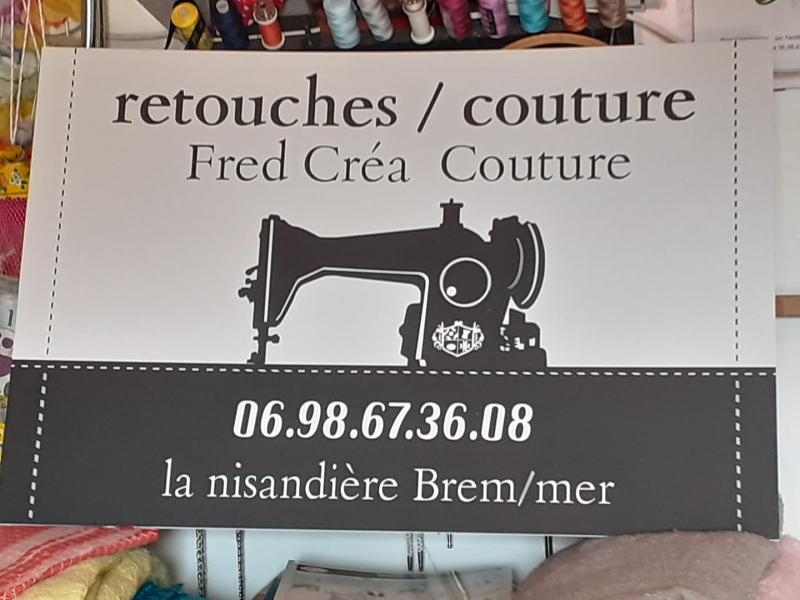 retouches / couture
Fred Créa Couture
06.98.67.36.08
la nisandière Brem/mer